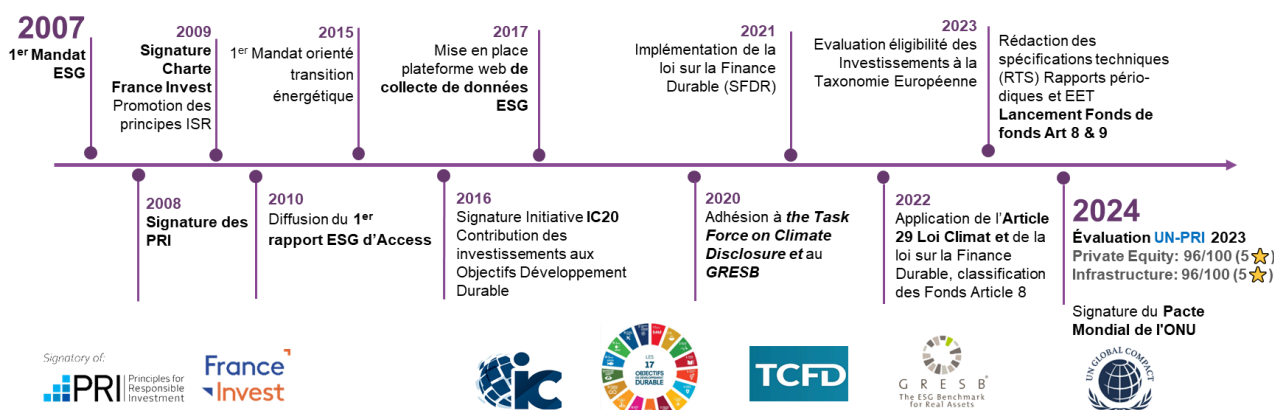 2007
1er Mandat
ESG
2009
Signature
Charte
France Invest
Promotion des
principes ISR
2015
1er Mandat orienté
transition
énergétique
2017
Mise en place
plateforme web de
collecte de données
ESG
2021
Implémentation de la
loi sur la Finance
Durable (SFDR)
2023
Evaluation éligibilité des
Investissements à la
Taxonomie Européenne
Rédaction des
spécifications techniques
(RTS) Rapports pério-
diques et EET
Lancement Fonds de
fonds Art 8 & 9
2008
Signature des
PRI
2010
Diffusion du 1er
rapport ESG d'Access
2016
Signature Initiative IC20
Contribution des
investissements aux
Objectifs Développement
Durable
2020
Adhésion à the Task
Force on Climate
Disclosure et au
GRESB
2022
Application de l'Article
29 Loi Climat et de la
loi sur la Finance
Durable, classification
des Fonds Article 8
2024
Évaluation UN-PRI 2023
Private Equity: 96/100 (5 ⭐)
Infrastructure: 96/100 (5 ⭐)
Signature du Pacte
Mondial de l'ONU
Signatory of:
PRI
Principles for
Responsible
Investment
France
Invest
iC
LES
17
OBJECTIFS
DE DÉVELOPPEMENT
DURABLE
TCFD
GRESB®
The ESG Benchmark
for Real Assets
UN GLOBAL COMPACT